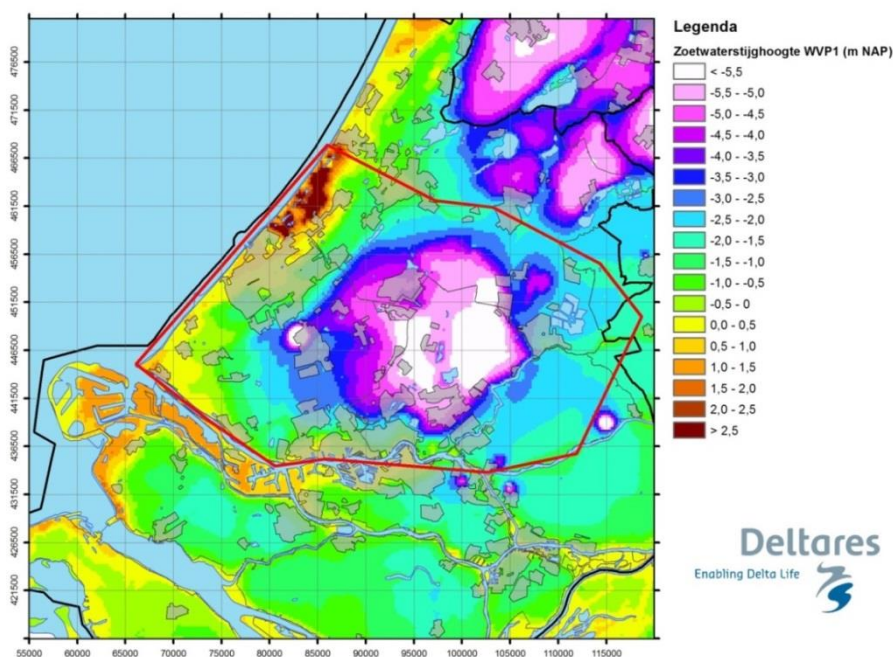 Legenda
Zoetwaterstijghoogte WVP1 (m NAP)
< -5,5
-5,5 - -5,0
-5,0 - -4,5
-4,5 - -4,0
-4,0 - -3,5
-3,5 - -3,0
-3,0 - -2,5
-2,5 - -2,0
-2,0 - -1,5
-1,5 - -1,0
-1,0 - -0,5
-0,5 - 0
0,0 - 0,5
0,5 - 1,0
1,0 - 1,5
1,5 - 2,0
2,0 - 2,5
> 2,5
476500
471500
466500
461500
456500
451500
446500
441500
436500
431500
426500
421500
55000 60000 65000 70000 75000 80000 85000 90000 95000 100000 105000 110000 115000
Deltares
Enabling Delta Life